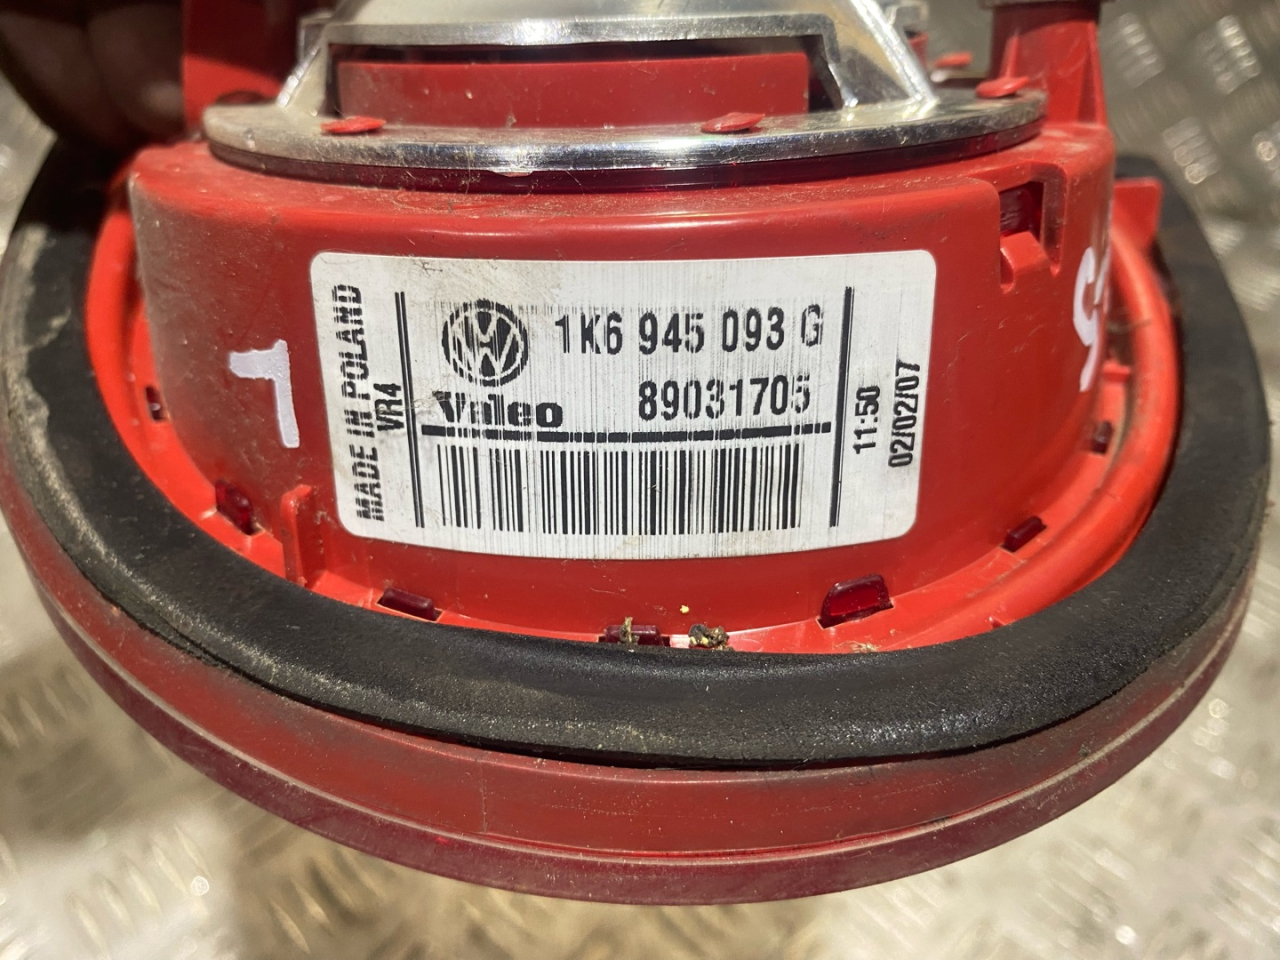 1K6 945 093 G
Valeo 89031705
MADE IN POLAND
VR4
11:50
02/02/07
1